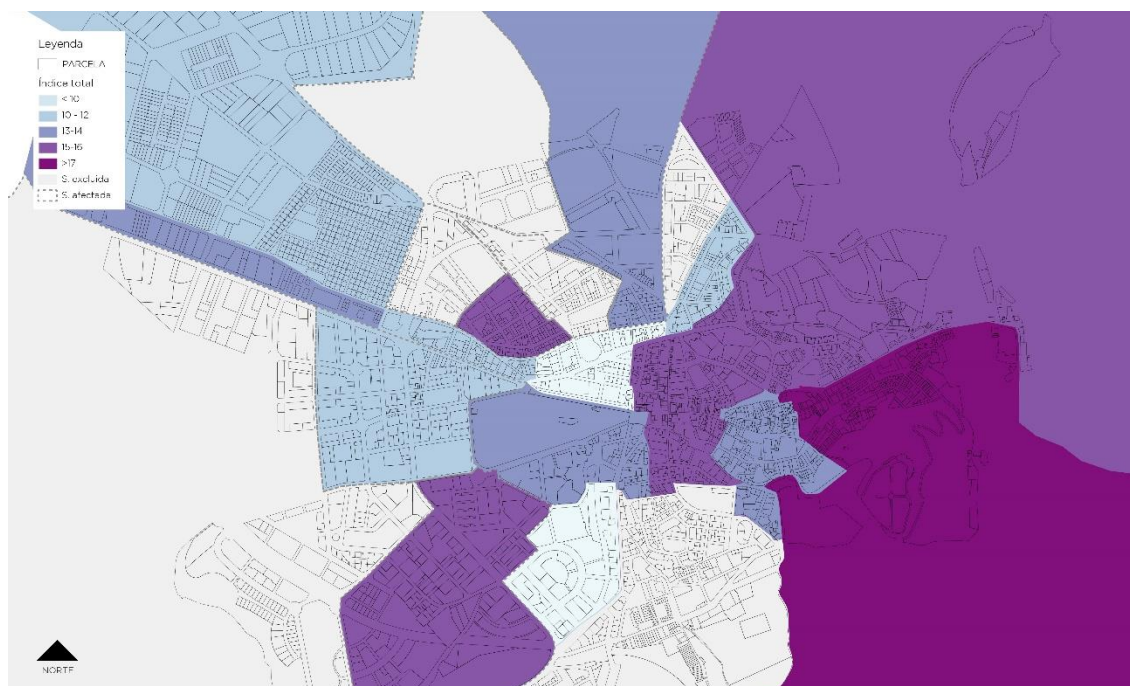 Leyenda
PARCELA
Índice total
< 10
10 - 12
13-14
15-16
>17
S. excluida
S. afectada
NORTE